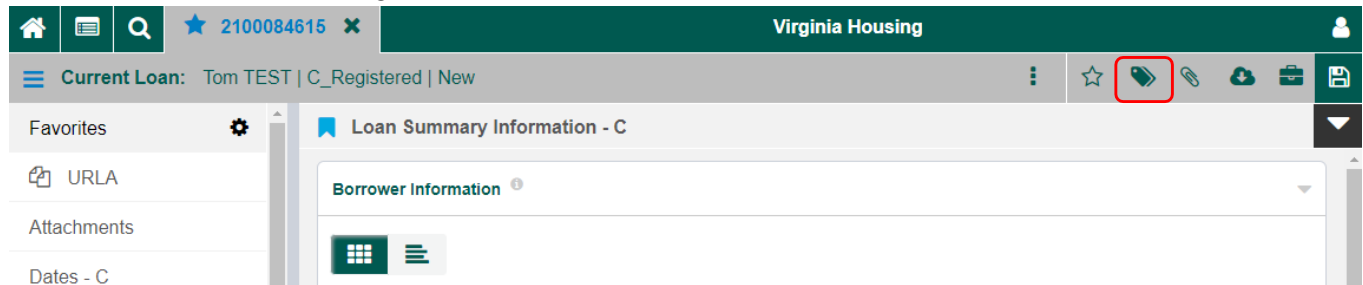 2100084615
Virginia Housing
Current Loan: Tom TEST | C_Registered | New
Favorites
Loan Summary Information - C
URLA
Borrower Information
Attachments
Dates - C